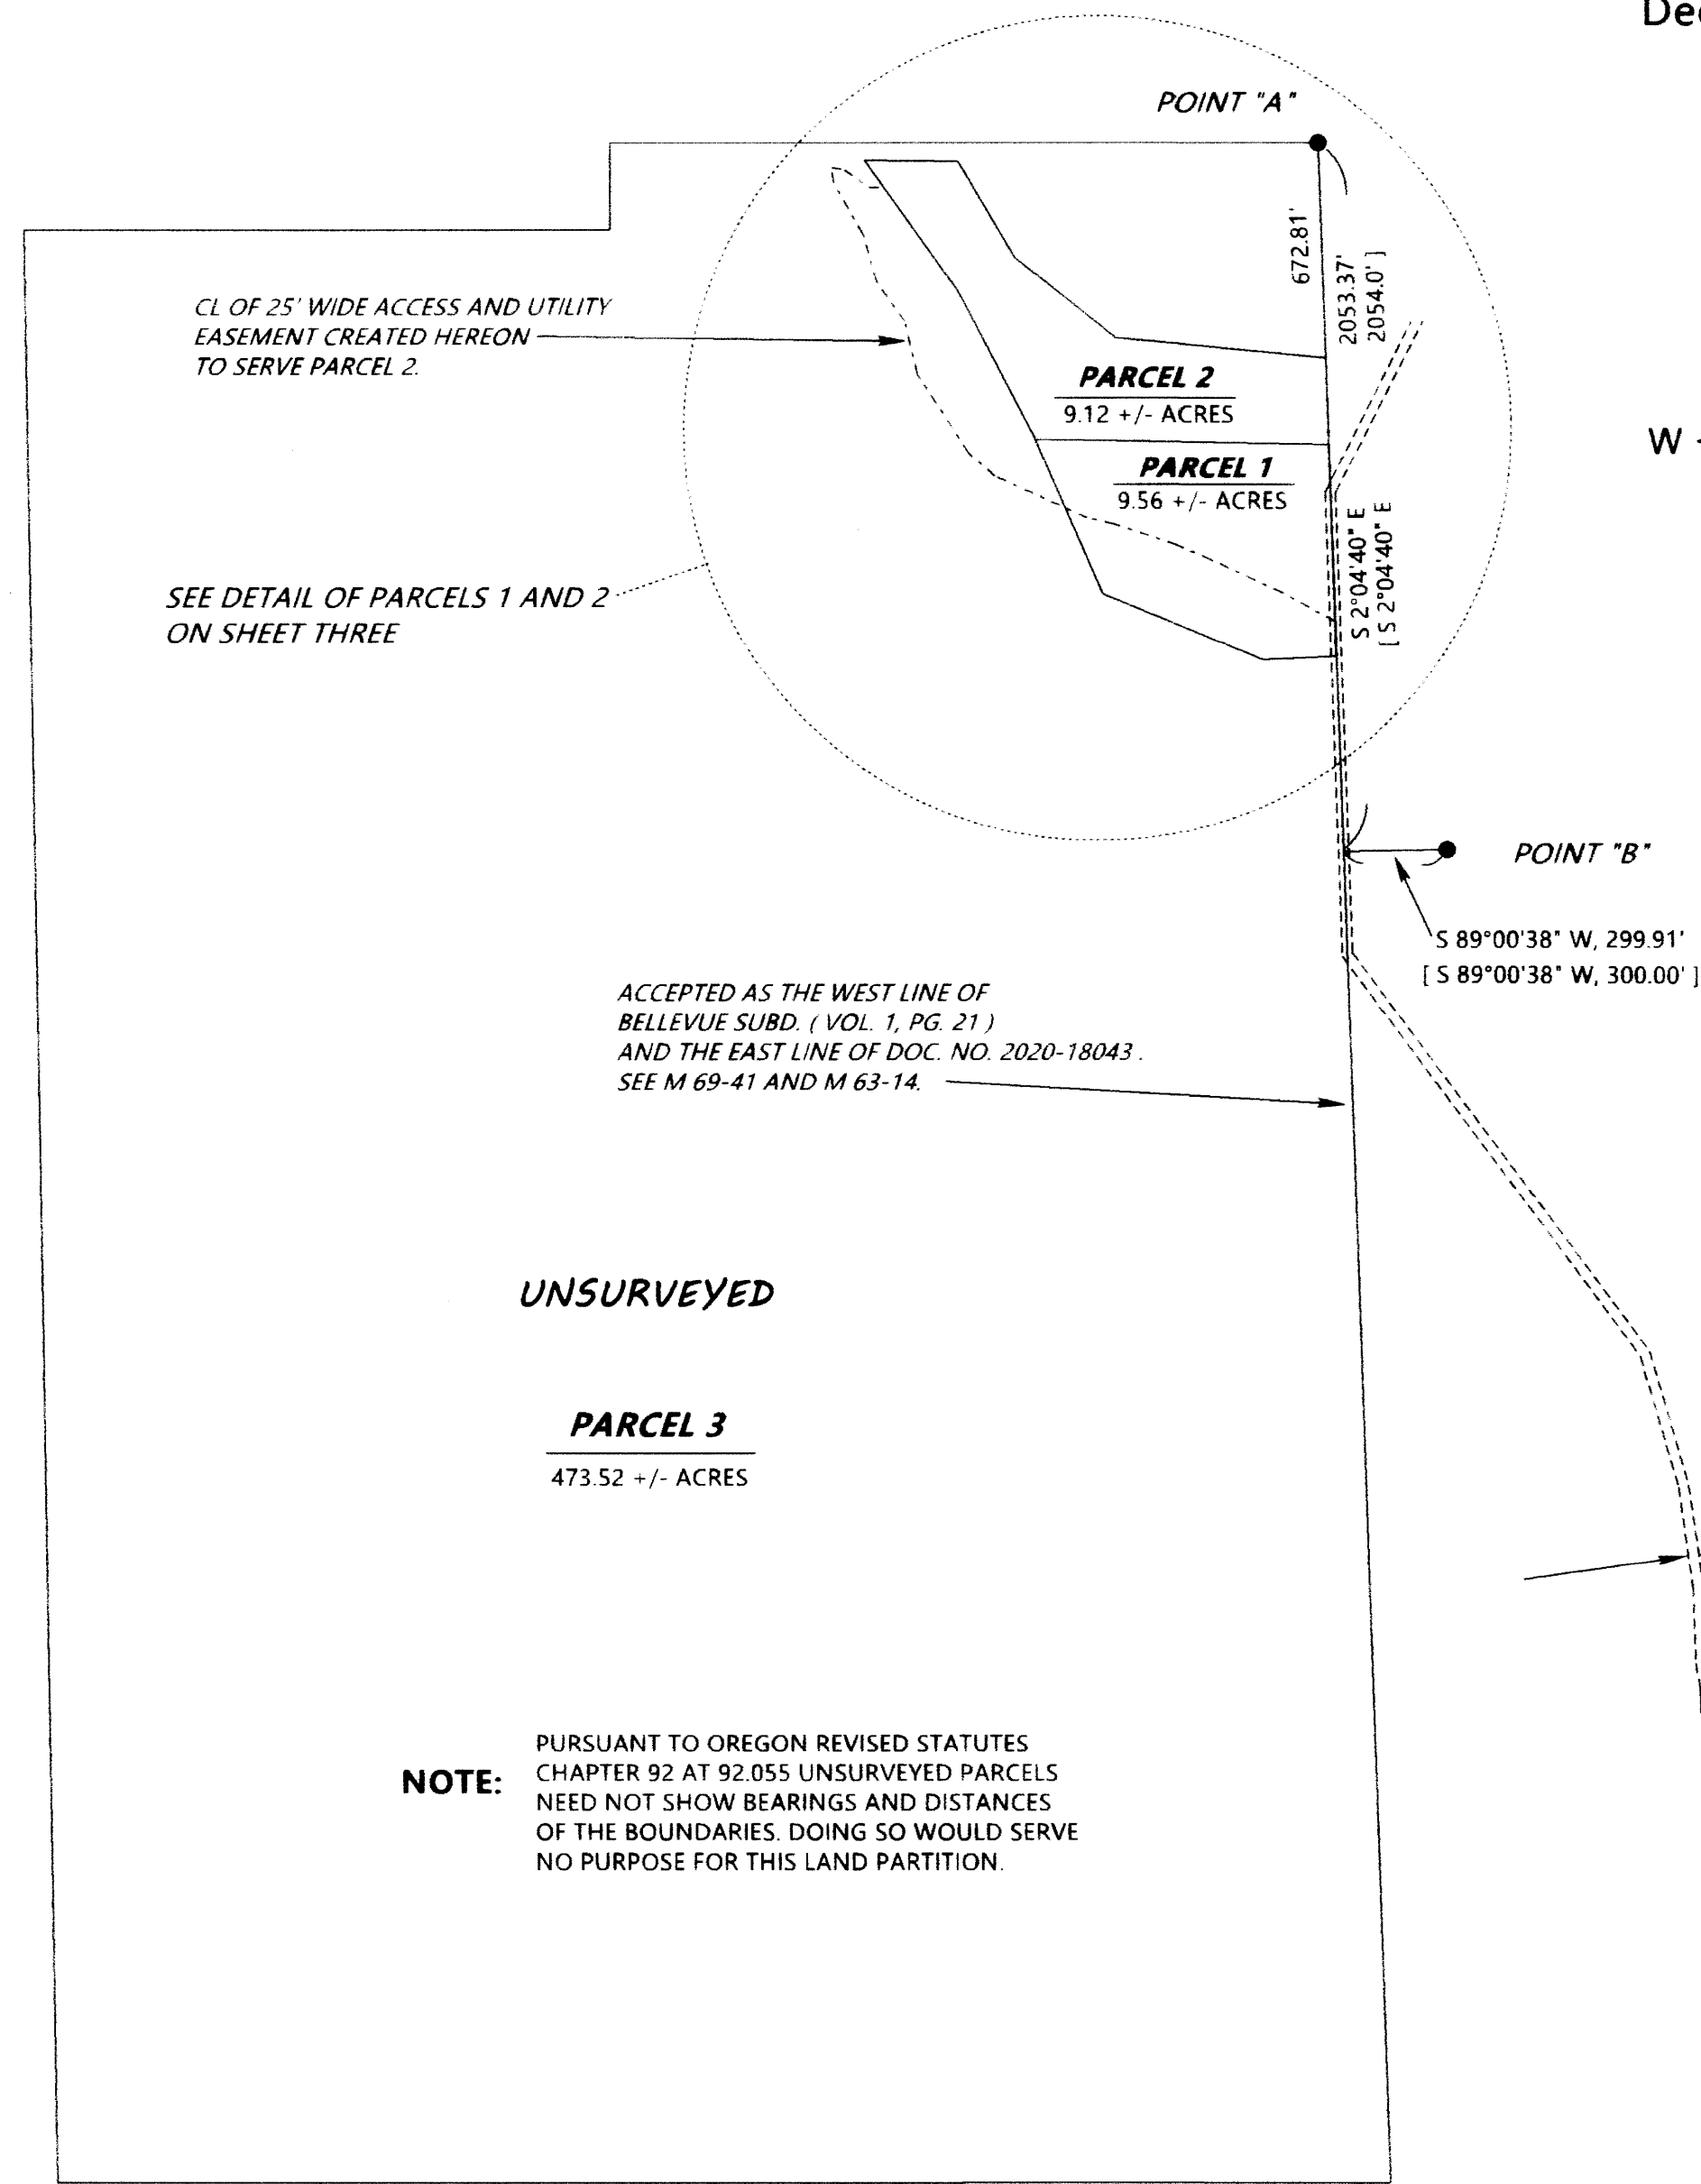 Dec
POINT "A"
672.81'
2053.37'
2054.0' ]
CL OF 25' WIDE ACCESS AND UTILITY
EASEMENT CREATED HEREON
TO SERVE PARCEL 2.
PARCEL 2
9.12 +/- ACRES
W
PARCEL 1
9.56 +/- ACRES
S 2°04'40" E
[ S 2°04'40" E
SEE DETAIL OF PARCELS 1 AND 2
ON SHEET THREE
POINT "B"
S 89°00'38" W, 299.91'
[ S 89°00'38" W, 300.00' ]
ACCEPTED AS THE WEST LINE OF
BELLEVUE SUBD. ( VOL. 1, PG. 21 )
AND THE EAST LINE OF DOC. NO. 2020-18043 .
SEE M 69-41 AND M 63-14.
UNSURVEYED
PARCEL 3
473.52 +/- ACRES
NOTE:
PURSUANT TO OREGON REVISED STATUTES
CHAPTER 92 AT 92.055 UNSURVEYED PARCELS
NEED NOT SHOW BEARINGS AND DISTANCES
OF THE BOUNDARIES. DOING SO WOULD SERVE
NO PURPOSE FOR THIS LAND PARTITION.